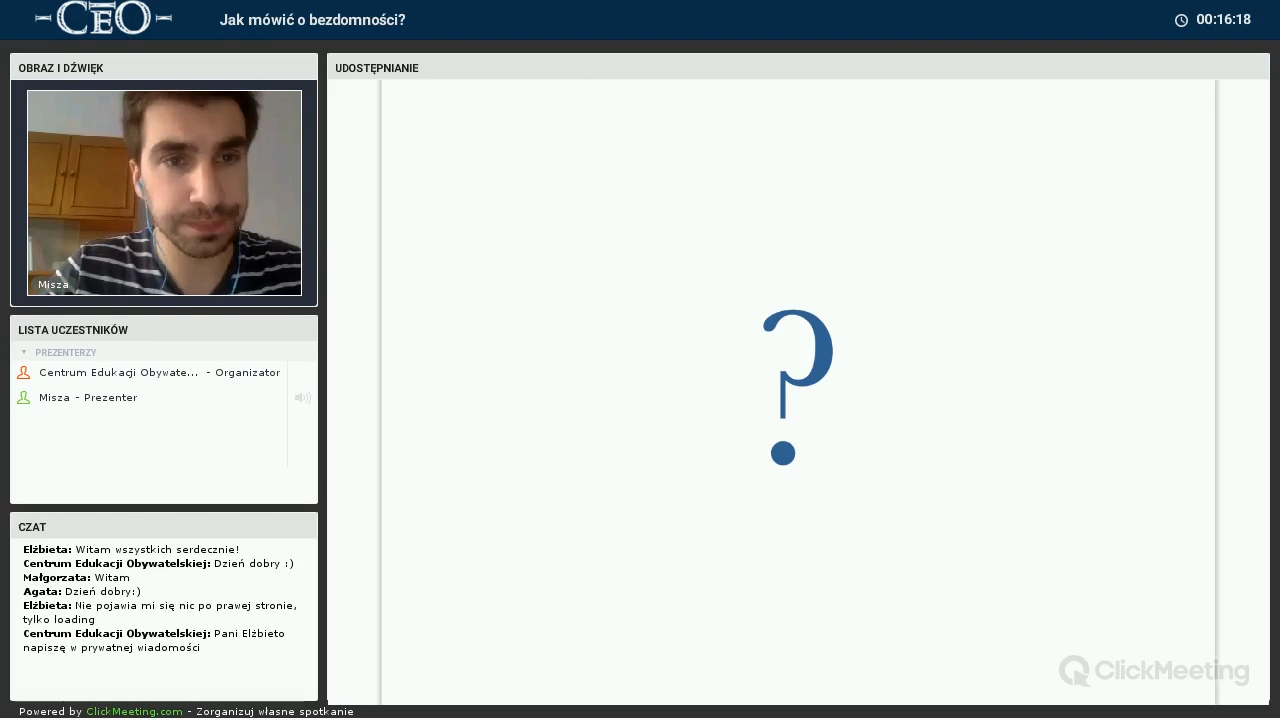 CEO
Jak mówić o bezdomności?
00:16:18
OBRAZ I DŹWIĘK
Misza
LISTA UCZESTNIKÓW
PREZENTERZY
Centrum Edukacji Obywate... - Organizator
Misza - Prezenter
CZAT
Elżbieta: Witam wszystkich serdecznie!
Centrum Edukacji Obywatelskiej: Dzień dobry :)
Małgorzata: Witam
Agata: Dzień dobry:)
Elżbieta: Nie pojawia mi się nic po prawej stronie,
tylko loading
Centrum Edukacji Obywatelskiej: Pani Elżbieto
napiszę w prywatnej wiadomości
Powered by ClickMeeting.com - Zorganizuj własne spotkanie
UDOSTĘPNIANIE
?
ClickMeeting